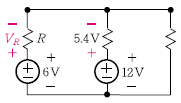 − + −
V_R R 5.4V
+ + −
+ +
6V 12V
− −